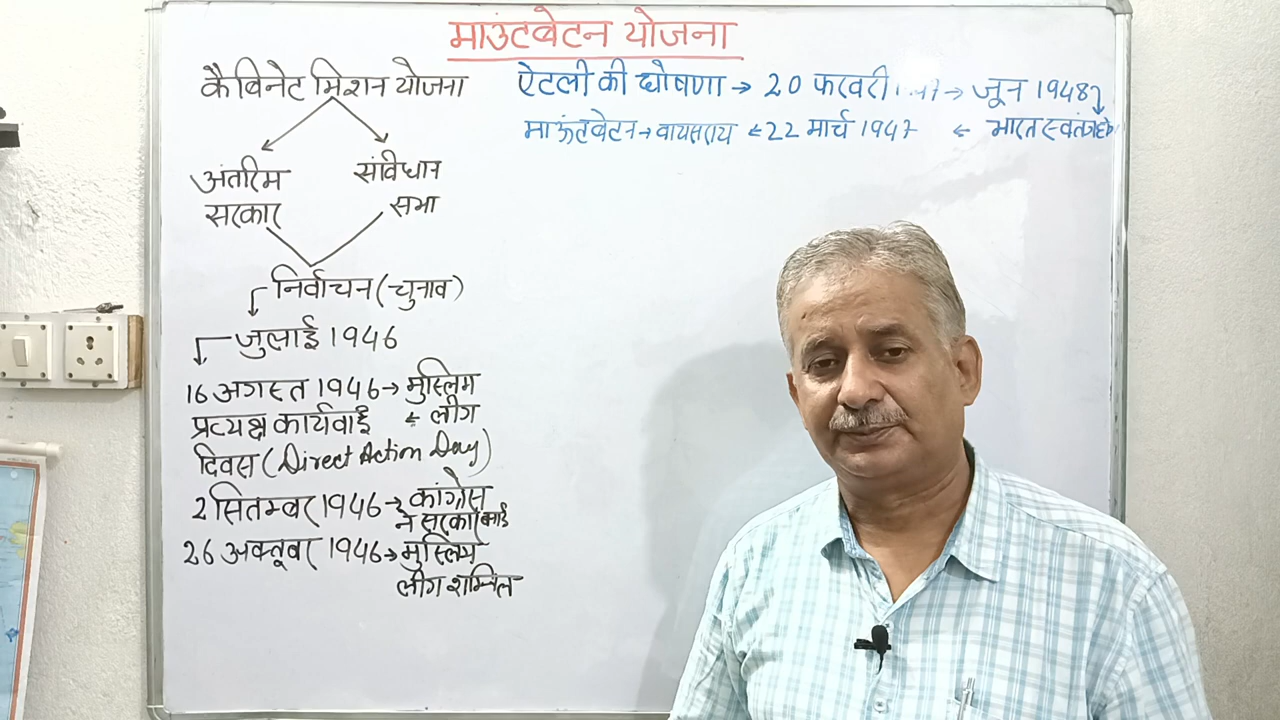 माउंटबेटन योजना
कैबिनेट मिशन योजना
अंतरिम
सरकार
संविधान
सभा
निर्वाचन (चुनाव)
जुलाई 1946
16 अगस्त 1946 → मुस्लिम
प्रत्यक्ष कार्यवाई ← लीग
दिवस (Direct Action Day)
2 सितम्बर 1946 → कांग्रेस
ने सरकार बनाई
26 अक्तूबर 1946 → मुस्लिम
लीग शामिल
ऐटली की घोषणा → 20 फरवरी → जून 1948
माऊंटबेटन → वायसराय ← 22 मार्च 1947 ← भारत स्वतंत्र